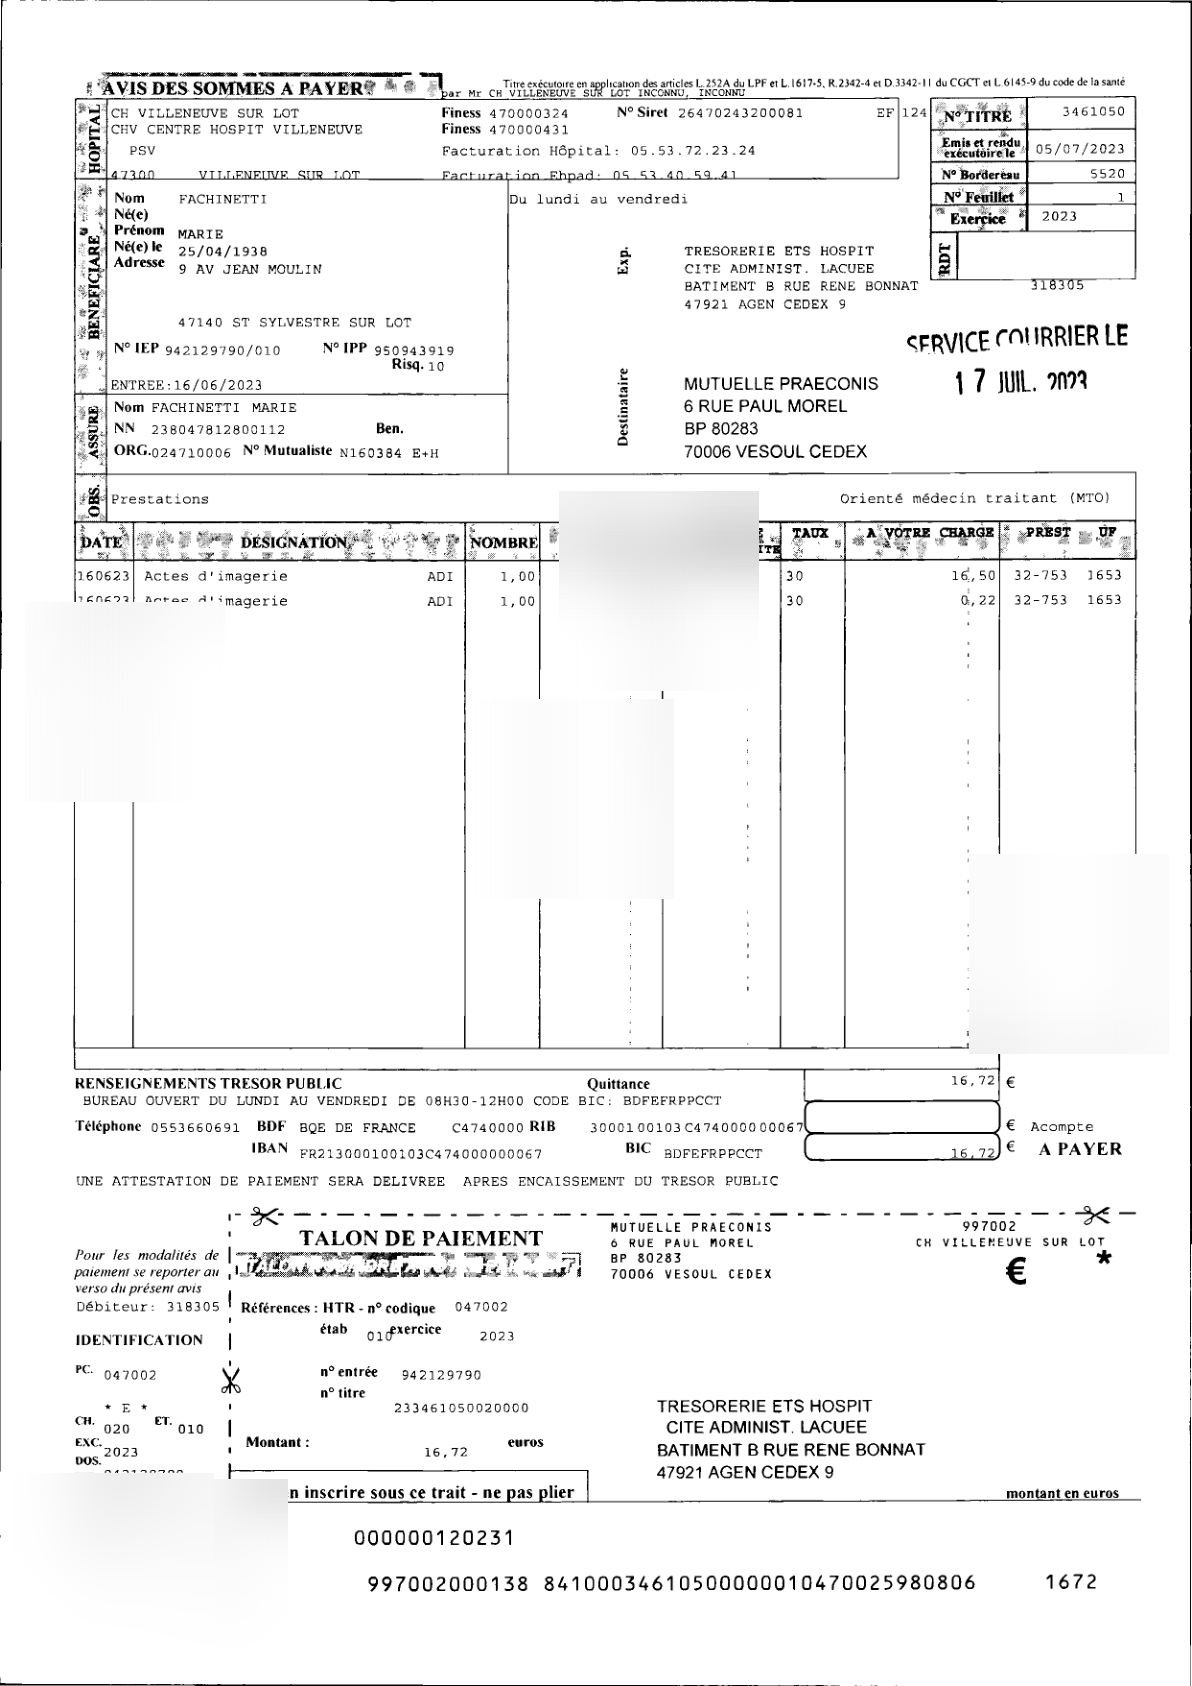 AVIS DES SOMMES A PAYER
Titre exécutoire en application des articles L.252A du LPF et L.1617-5, R.2342-4 et D.3342-11 du CGCT et L.6145-9 du code de la santé
par Mr CH VILLENEUVE SUR LOT INCONNU, INCONNU
HOPITAL
CH VILLENEUVE SUR LOT
CHV CENTRE HOSPIT VILLENEUVE
PSV
47300 VILLENEUVE SUR LOT
Finess 470000324 N° Siret 26470243200081 EF 124
Finess 470000431
Facturation Hôpital: 05.53.72.23.24
Facturation Ehpad: 05.53.40.59.41
Du lundi au vendredi
N° TITRE 3461050
Emis et rendu exécutoire le 05/07/2023
N° Bordereau 5520
N° Feuillet 1
Exercice 2023
RDT
318305
BENEFICIAIRE
Nom FACHINETTI
Né(e)
Prénom MARIE
Né(e) le 25/04/1938
Adresse 9 AV JEAN MOULIN
47140 ST SYLVESTRE SUR LOT
N° IEP 942129790/010 N° IPP 950943919
Risq. 10
ENTREE:16/06/2023
Exp.
TRESORERIE ETS HOSPIT
CITE ADMINIST. LACUEE
BATIMENT B RUE RENE BONNAT
47921 AGEN CEDEX 9
SERVICE COURRIER LE
17 JUIL. 2023
ASSURE
Nom FACHINETTI MARIE
NN 238047812800112 Ben.
ORG.024710006 N° Mutualiste N160384 E+H
Destinataire
MUTUELLE PRAECONIS
6 RUE PAUL MOREL
BP 80283
70006 VESOUL CEDEX
OBS.
Prestations Orienté médecin traitant (MTO)
DATE DESIGNATION NOMBRE TAUX A VOTRE CHARGE PREST UF
160623 Actes d'imagerie ADI 1,00 30 16,50 32-753 1653
160623 Actes d'imagerie ADI 1,00 30 0,22 32-753 1653
RENSEIGNEMENTS TRESOR PUBLIC Quittance 16,72 €
BUREAU OUVERT DU LUNDI AU VENDREDI DE 08H30-12H00 CODE BIC: BDFEFRPPCCT
Téléphone 0553660691 BDF BQE DE FRANCE C4740000 RIB 3000100103C474000000067 € Acompte
IBAN FR213000100103C474000000067 BIC BDFEFRPPCCT 16,72 € A PAYER
UNE ATTESTATION DE PAIEMENT SERA DELIVREE APRES ENCAISSEMENT DU TRESOR PUBLIC
Pour les modalités de
paiement se reporter au
verso du présent avis
Débiteur: 318305
IDENTIFICATION
PC. 047002
* E *
CH. 020 ET. 010
EXC. 2023
DOS.
TALON DE PAIEMENT
MUTUELLE PRAECONIS
6 RUE PAUL MOREL
BP 80283
70006 VESOUL CEDEX
997002
CH VILLENEUVE SUR LOT
€ *
Références : HTR - n° codique 047002
étab 010 exercice 2023
n° entrée 942129790
n° titre
233461050020000
Montant : 16,72 euros
TRESORERIE ETS HOSPIT
CITE ADMINIST. LACUEE
BATIMENT B RUE RENE BONNAT
47921 AGEN CEDEX 9
n inscrire sous ce trait - ne pas plier
montant en euros
000000120231
997002000138 84100034610500000010470025980806 1672